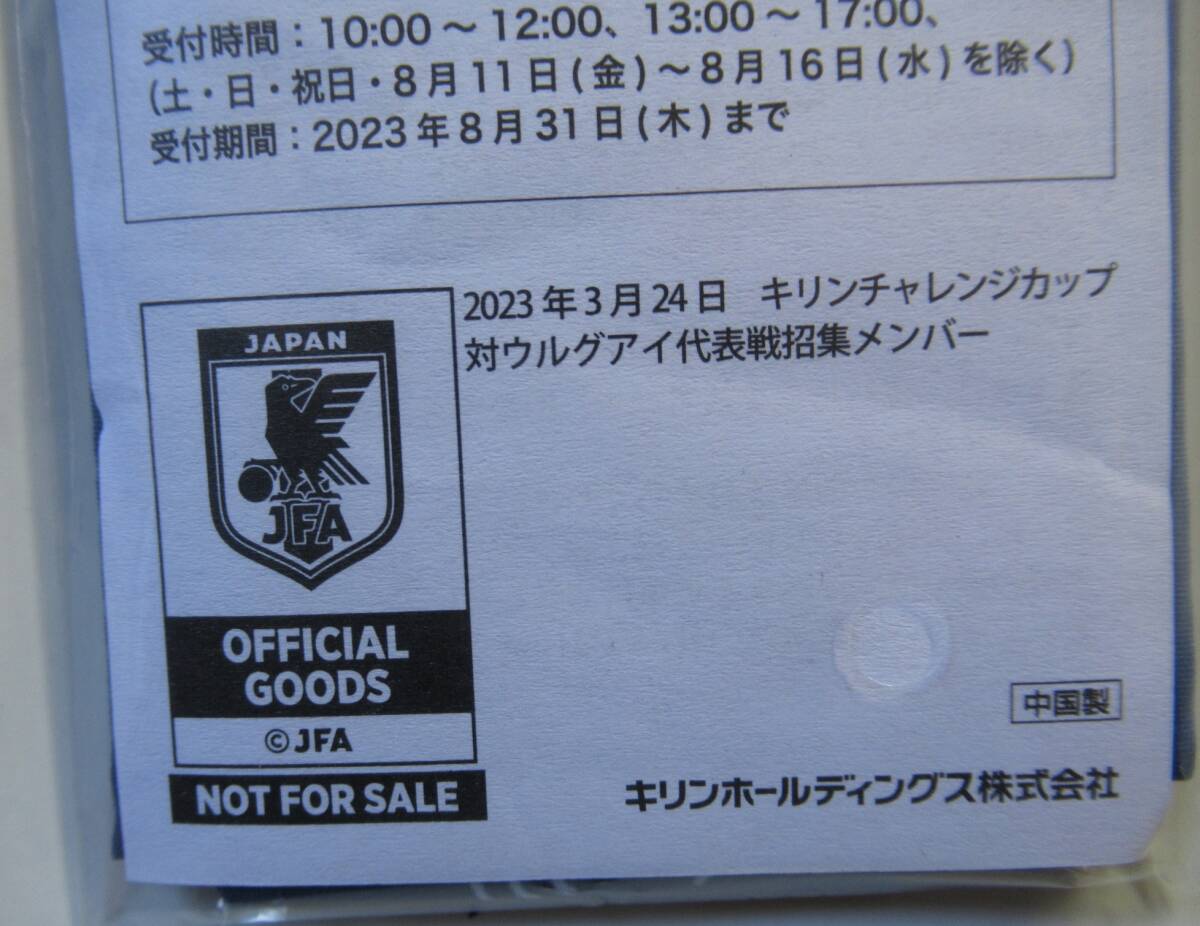 受付時間：10:00～12:00、13:00～17:00、
(土・日・祝日・8月11日(金)～8月16日(水)を除く)
受付期間：2023年8月31日(木)まで
2023年3月24日　キリンチャレンジカップ
対ウルグアイ代表戦招集メンバー
JAPAN
JFA
OFFICIAL
GOODS
©JFA
NOT FOR SALE
中国製
キリンホールディングス株式会社